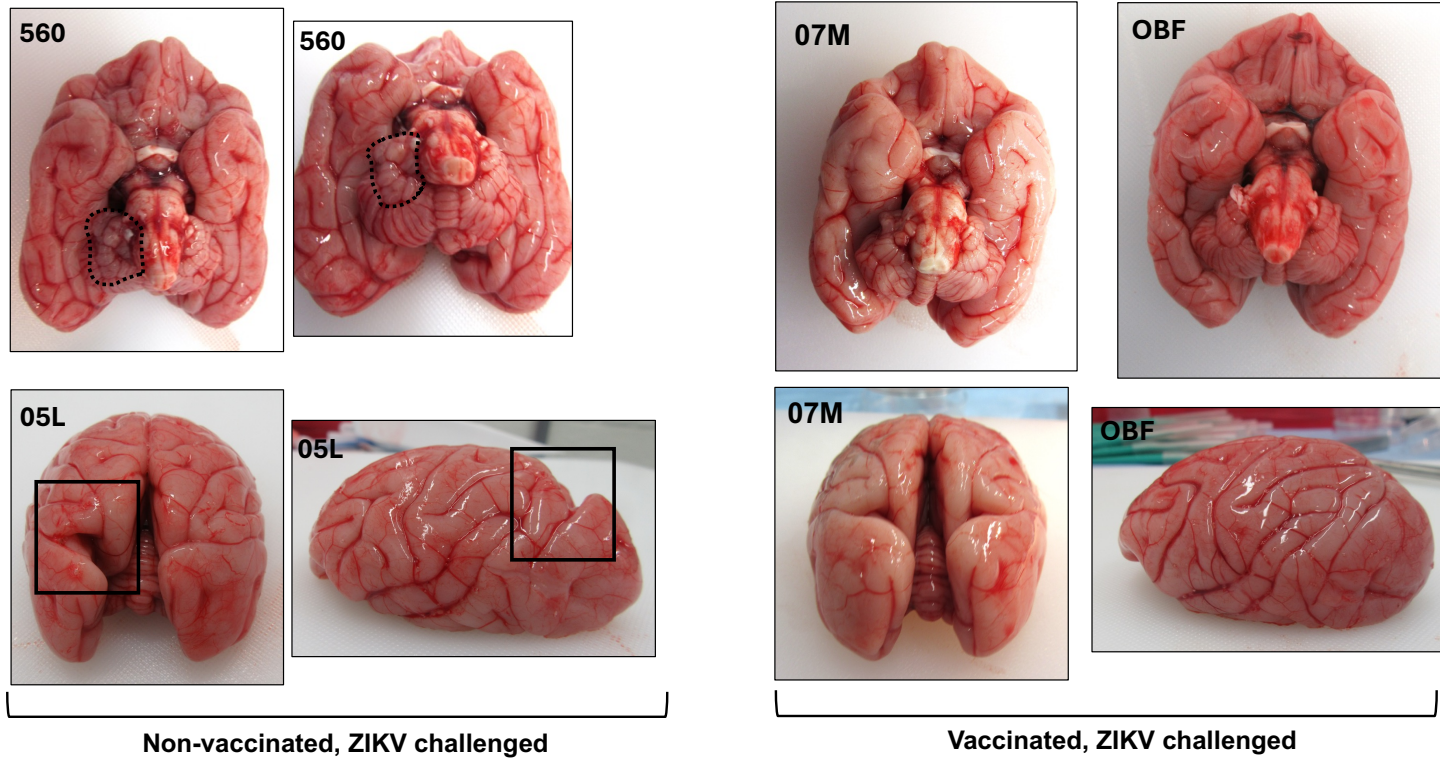 560
560
07M
OBF
05L
05L
07M
OBF
Non-vaccinated, ZIKV challenged
Vaccinated, ZIKV challenged